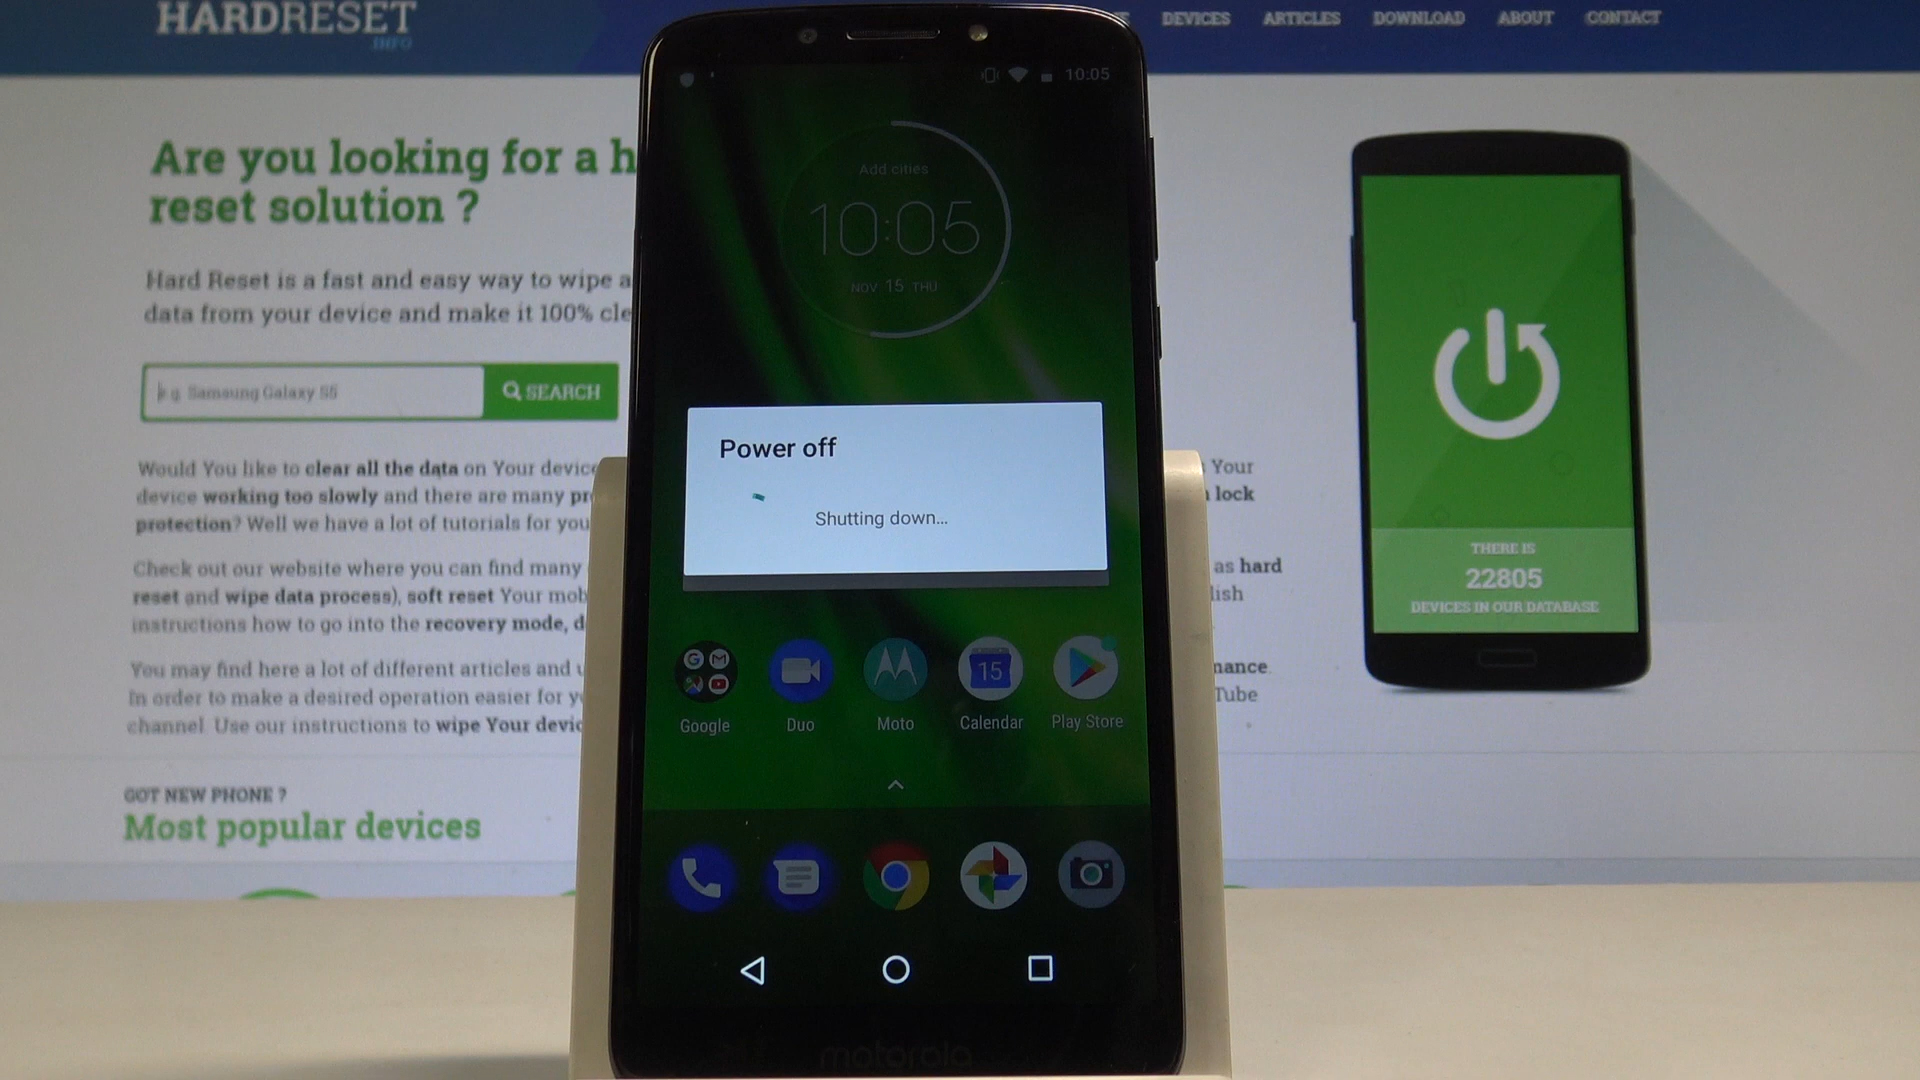 HARDRESET
.INFO
DEVICES
ARTICLES
DOWNLOAD
ABOUT
CONTACT
Are you looking for a h
reset solution ?
Hard Reset is a fast and easy way to wipe a
data from your device and make it 100% cle
e.g. Samsung Galaxy S5
SEARCH
Would You like to clear all the data on Your device
device working too slowly and there are many pr
protection? Well we have a lot of tutorials for you
Check out our website where you can find many
reset and wipe data process), soft reset Your mob
instructions how to go into the recovery mode, d
You may find here a lot of different articles and
In order to make a desired operation easier for y
channel. Use our instructions to wipe Your devic
GOT NEW PHONE ?
Most popular devices
10:05
Add cities
10:05
NOV 15 THU
Power off
Shutting down...
15
Google
Duo
Moto
Calendar
Play Store
motorola
Your
lock
as hard
lish
nance.
Tube
THERE IS
22805
DEVICES IN OUR DATABASE